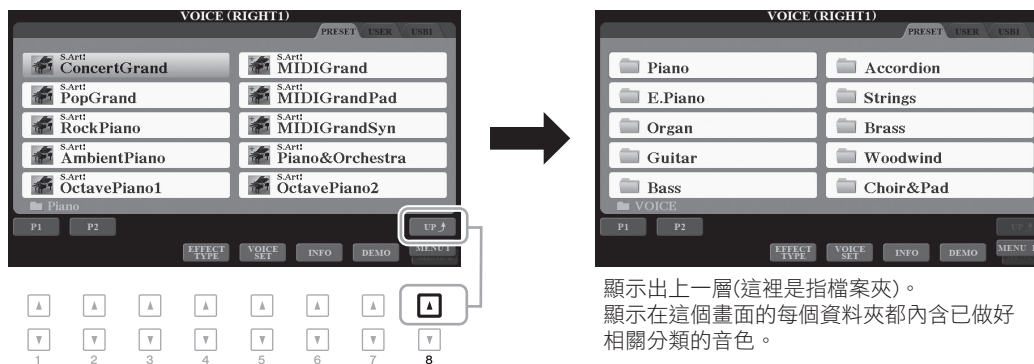 VOICE (RIGHT1)
PRESET USER USB1
S.Art! ConcertGrand
S.Art! MIDIGrand
S.Art! PopGrand
S.Art! MIDIGrandPad
S.Art! RockPiano
S.Art! MIDIGrandSyn
S.Art! AmbientPiano
S.Art! Piano&Orchestra
S.Art! OctavePiano1
S.Art! OctavePiano2
Piano
P1 P2 UP
EFFECT TYPE VOICE SET INFO DEMO MENU1
1 2 3 4 5 6 7 8
VOICE (RIGHT1)
PRESET USER USB1
Piano
Accordion
E.Piano
Strings
Organ
Brass
Guitar
Woodwind
Bass
Choir&Pad
VOICE
P1 P2 UP
EFFECT TYPE VOICE SET INFO DEMO MENU
顯示出上一層(這裡是指檔案夾)。
顯示在這個畫面的每個資料夾都內含已做好
相關分類的音色。